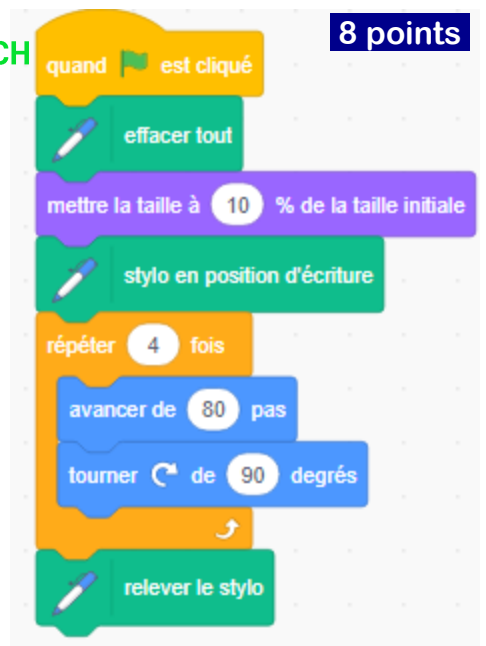 8 points
CH
quand est cliqué
effacer tout
mettre la taille à 10 % de la taille initiale
stylo en position d'écriture
répéter 4 fois
avancer de 80 pas
tourner de 90 degrés
relever le stylo